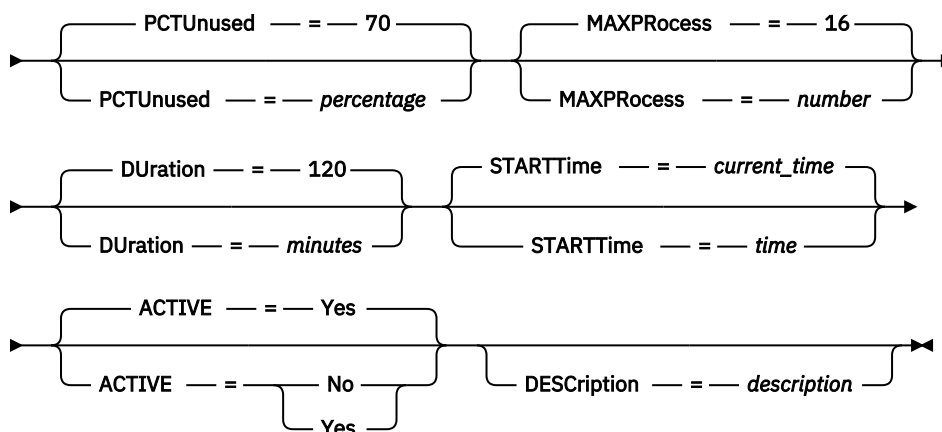 PCTUnused = 70 MAXPRocess = 16
PCTUnused = percentage MAXPRocess = number
DUration = 120 STARTTime = current_time
DUration = minutes STARTTime = time
ACTIVE = Yes
ACTIVE = No DESCription = description
Yes